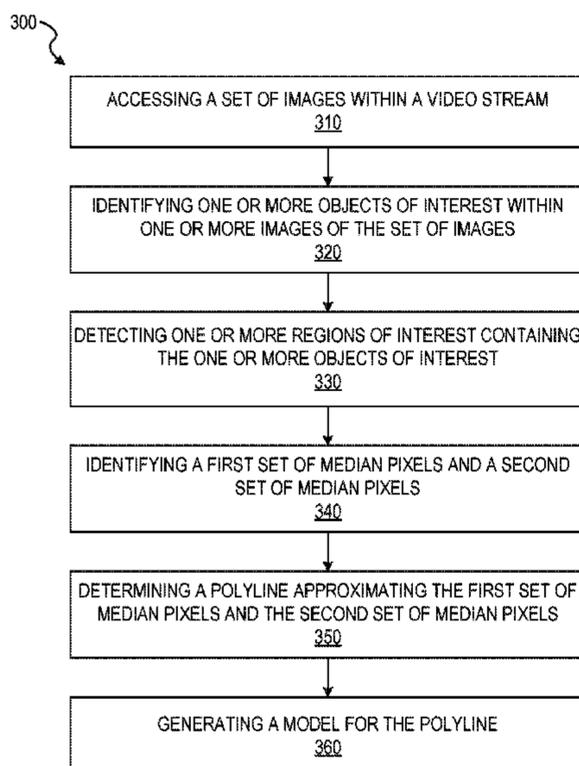 300
ACCESSING A SET OF IMAGES WITHIN A VIDEO STREAM
310
IDENTIFYING ONE OR MORE OBJECTS OF INTEREST WITHIN
ONE OR MORE IMAGES OF THE SET OF IMAGES
320
DETECTING ONE OR MORE REGIONS OF INTEREST CONTAINING
THE ONE OR MORE OBJECTS OF INTEREST
330
IDENTIFYING A FIRST SET OF MEDIAN PIXELS AND A SECOND
SET OF MEDIAN PIXELS
340
DETERMINING A POLYLINE APPROXIMATING THE FIRST SET OF
MEDIAN PIXELS AND THE SECOND SET OF MEDIAN PIXELS
350
GENERATING A MODEL FOR THE POLYLINE
360